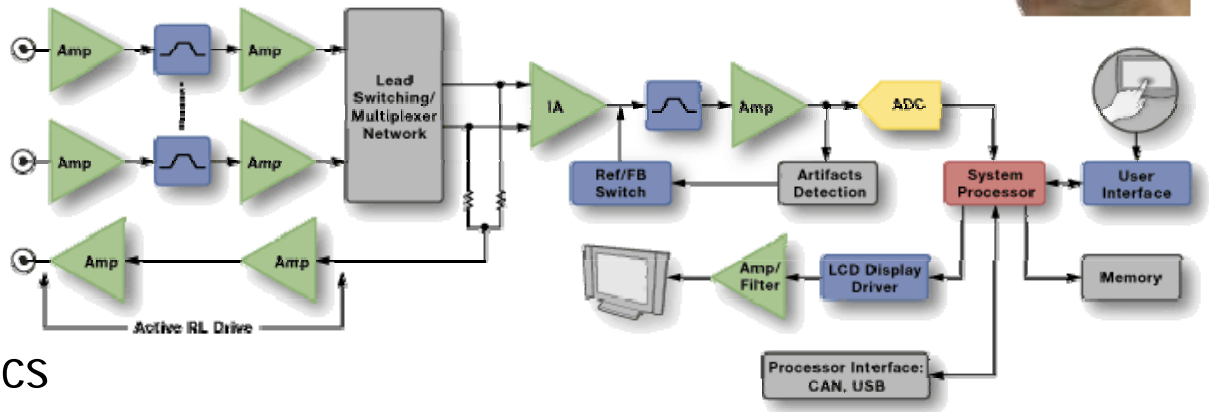 Amp
Amp
Lead
Switching/
Multiplexer
Network
IA
Amp
ADC
Amp
Amp
Ref/FB
Switch
Artifacts
Detection
System
Processor
User
Interface
Amp
Amp
Amp/
Filter
LCD Display
Driver
Memory
Active RL Drive
Processor Interface:
CAN, USB
CS